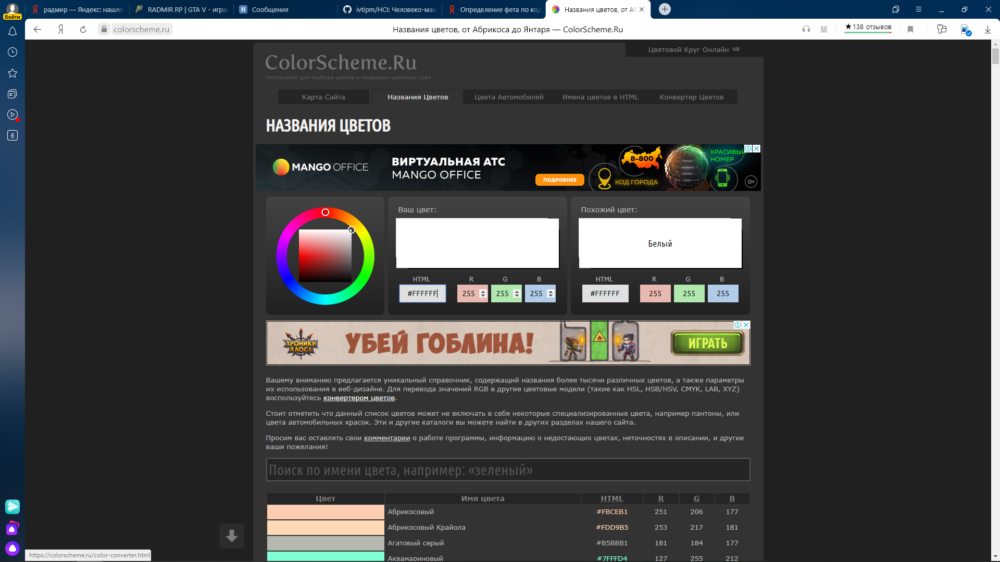 радмир — Яндекс: нашло
RADMIR RP | GTA V - играй
Сообщения
ivtipm/HCI: Человеко-маш
Определение фета по код
Названия цветов, от Аб
Войти
colorscheme.ru
Названия цветов, от Абрикоса до Янтаря — ColorScheme.Ru
★138 отзывов
6
Цветовой Круг Онлайн ⇒
ColorScheme.Ru
· Инструмент для подбора цветов и генерации цветовых схем ·
Карта Сайта
Названия Цветов
Цвета Автомобилей
Имена цветов в HTML
Конвертер Цветов
НАЗВАНИЯ ЦВЕТОВ
MANGO OFFICE
ВИРТУАЛЬНАЯ АТС
MANGO OFFICE
ПОДРОБНЕЕ
8-800
КОД ГОРОДА
КРАСИВЫЙ
НОМЕР
0+
Ваш цвет:
HTML R G B
#FFFFFF 255 255 255
Похожий цвет:
Белый
HTML R G B
#FFFFFF 255 255 255
ХРОНИКИ
ХАОСА
УБЕЙ ГОБЛИНА!
ИГРАТЬ
Вашему вниманию предлагается уникальный справочник, содержащий названия более тысячи различных цветов, а также параметры
их использования в веб-дизайне. Для перевода значений RGB в другие цветовые модели (такие как HSL, HSB/HSV, CMYK, LAB, XYZ)
воспользуйтесь конвертером цветов.
Стоит отметить что данный список цветов может не включать в себя некоторые специализированные цвета, например пантоны, или
цвета автомобильных красок. Эти и другие каталоги вы можете найти в других разделах нашего сайта.
Просим вас оставлять свои комментарии о работе программы, информацию о недостающих цветах, неточностях в описании, и другие
ваши пожелания!
Поиск по имени цвета, например: «зеленый»
Цвет Имя цвета HTML R G B
Абрикосовый #FBCEB1 251 206 177
Абрикосовый Крайола #FDD9B5 253 217 181
Агатовый серый #B5B8B1 181 184 177
Аквамариновый #7FFFD4 127 255 212
https://colorscheme.ru/color-converter.html